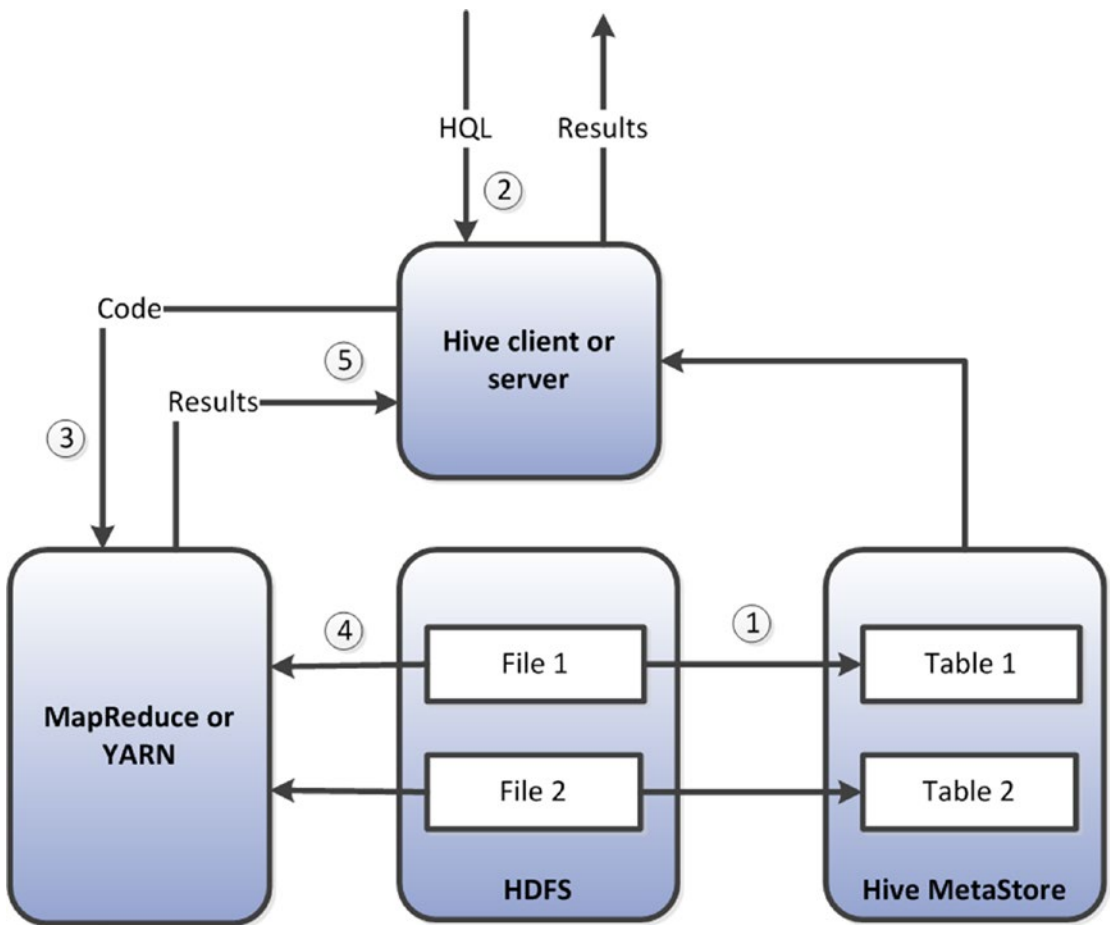 HQL
Results
2
Code
Hive client or
server
5
Results
3
4
1
File 1
Table 1
MapReduce or
YARN
File 2
Table 2
HDFS
Hive MetaStore